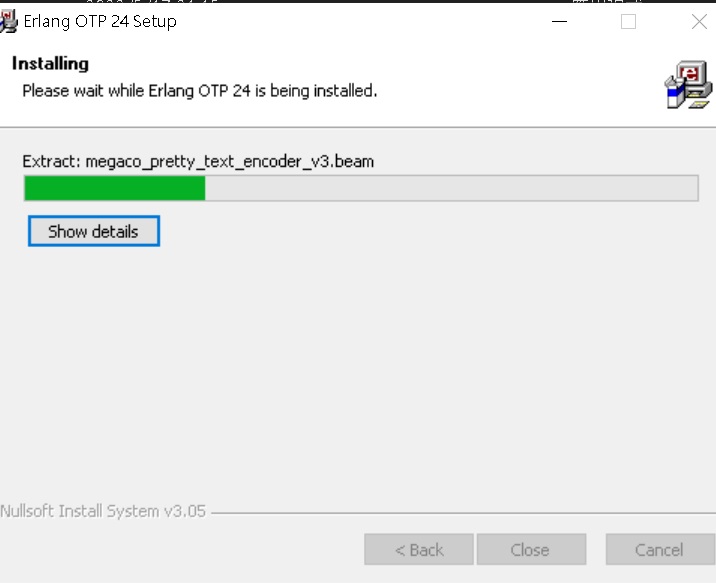 Erlang OTP 24 Setup
Installing
Please wait while Erlang OTP 24 is being installed.
Extract: megaco_pretty_text_encoder_v3.beam
Show details
Nullsoft Install System v3.05
< Back
Close
Cancel